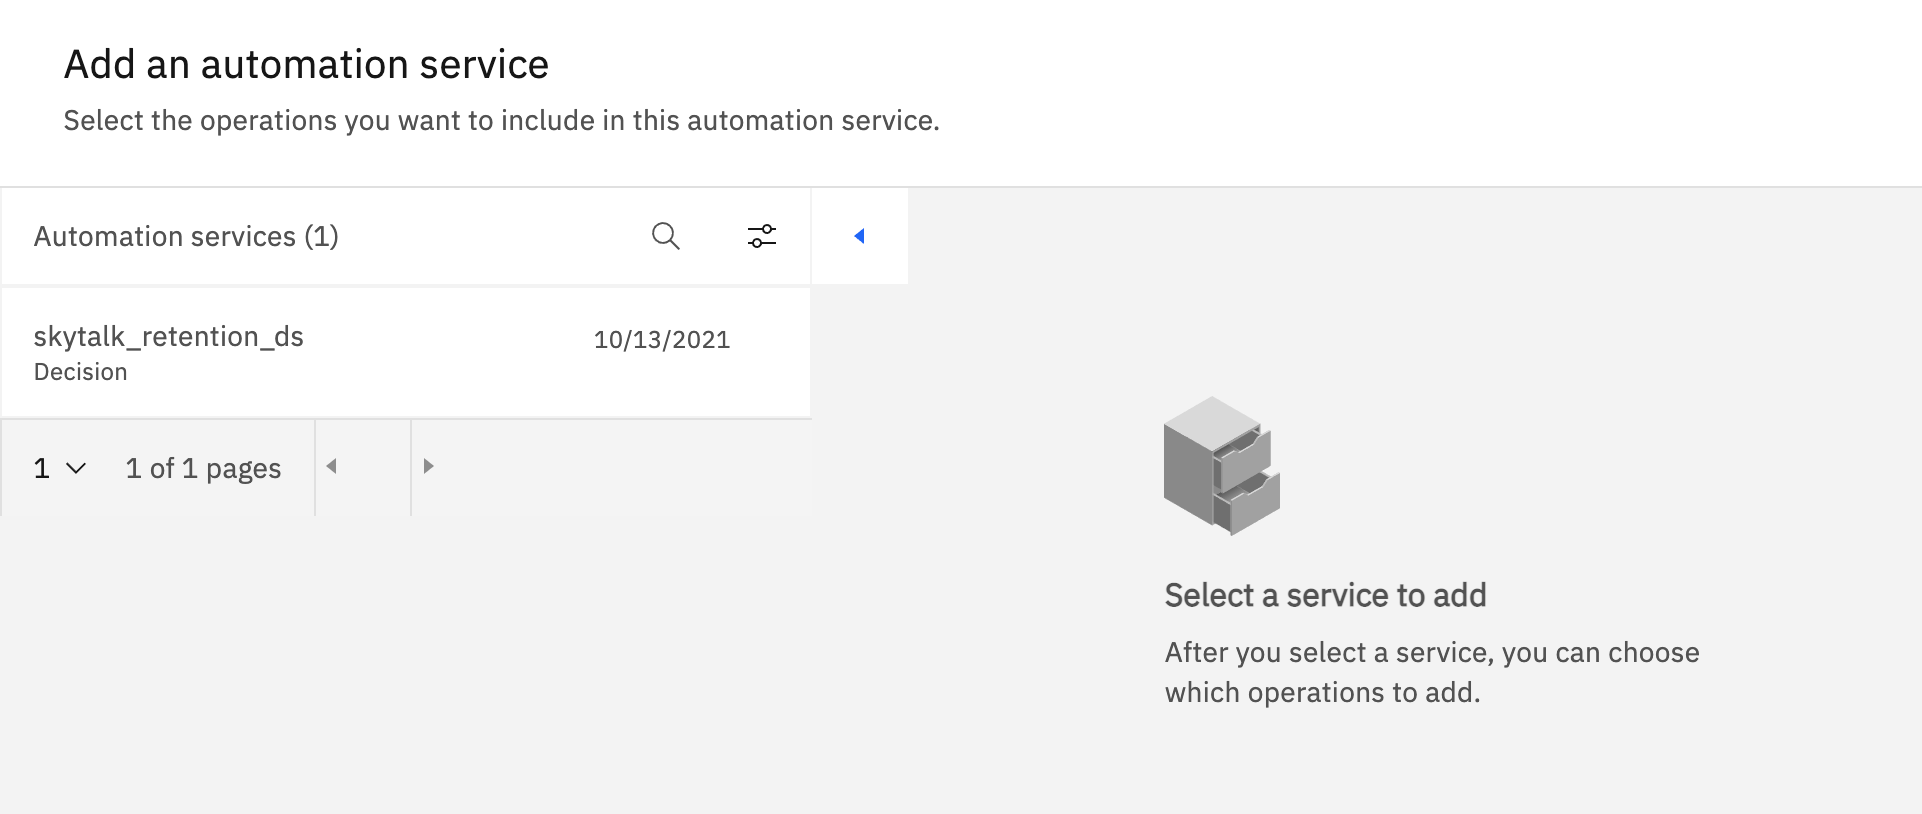 Add an automation service
Select the operations you want to include in this automation service.
Automation services (1)
skytalk_retention_ds
10/13/2021
Decision
1
1 of 1 pages
Select a service to add
After you select a service, you can choose
which operations to add.